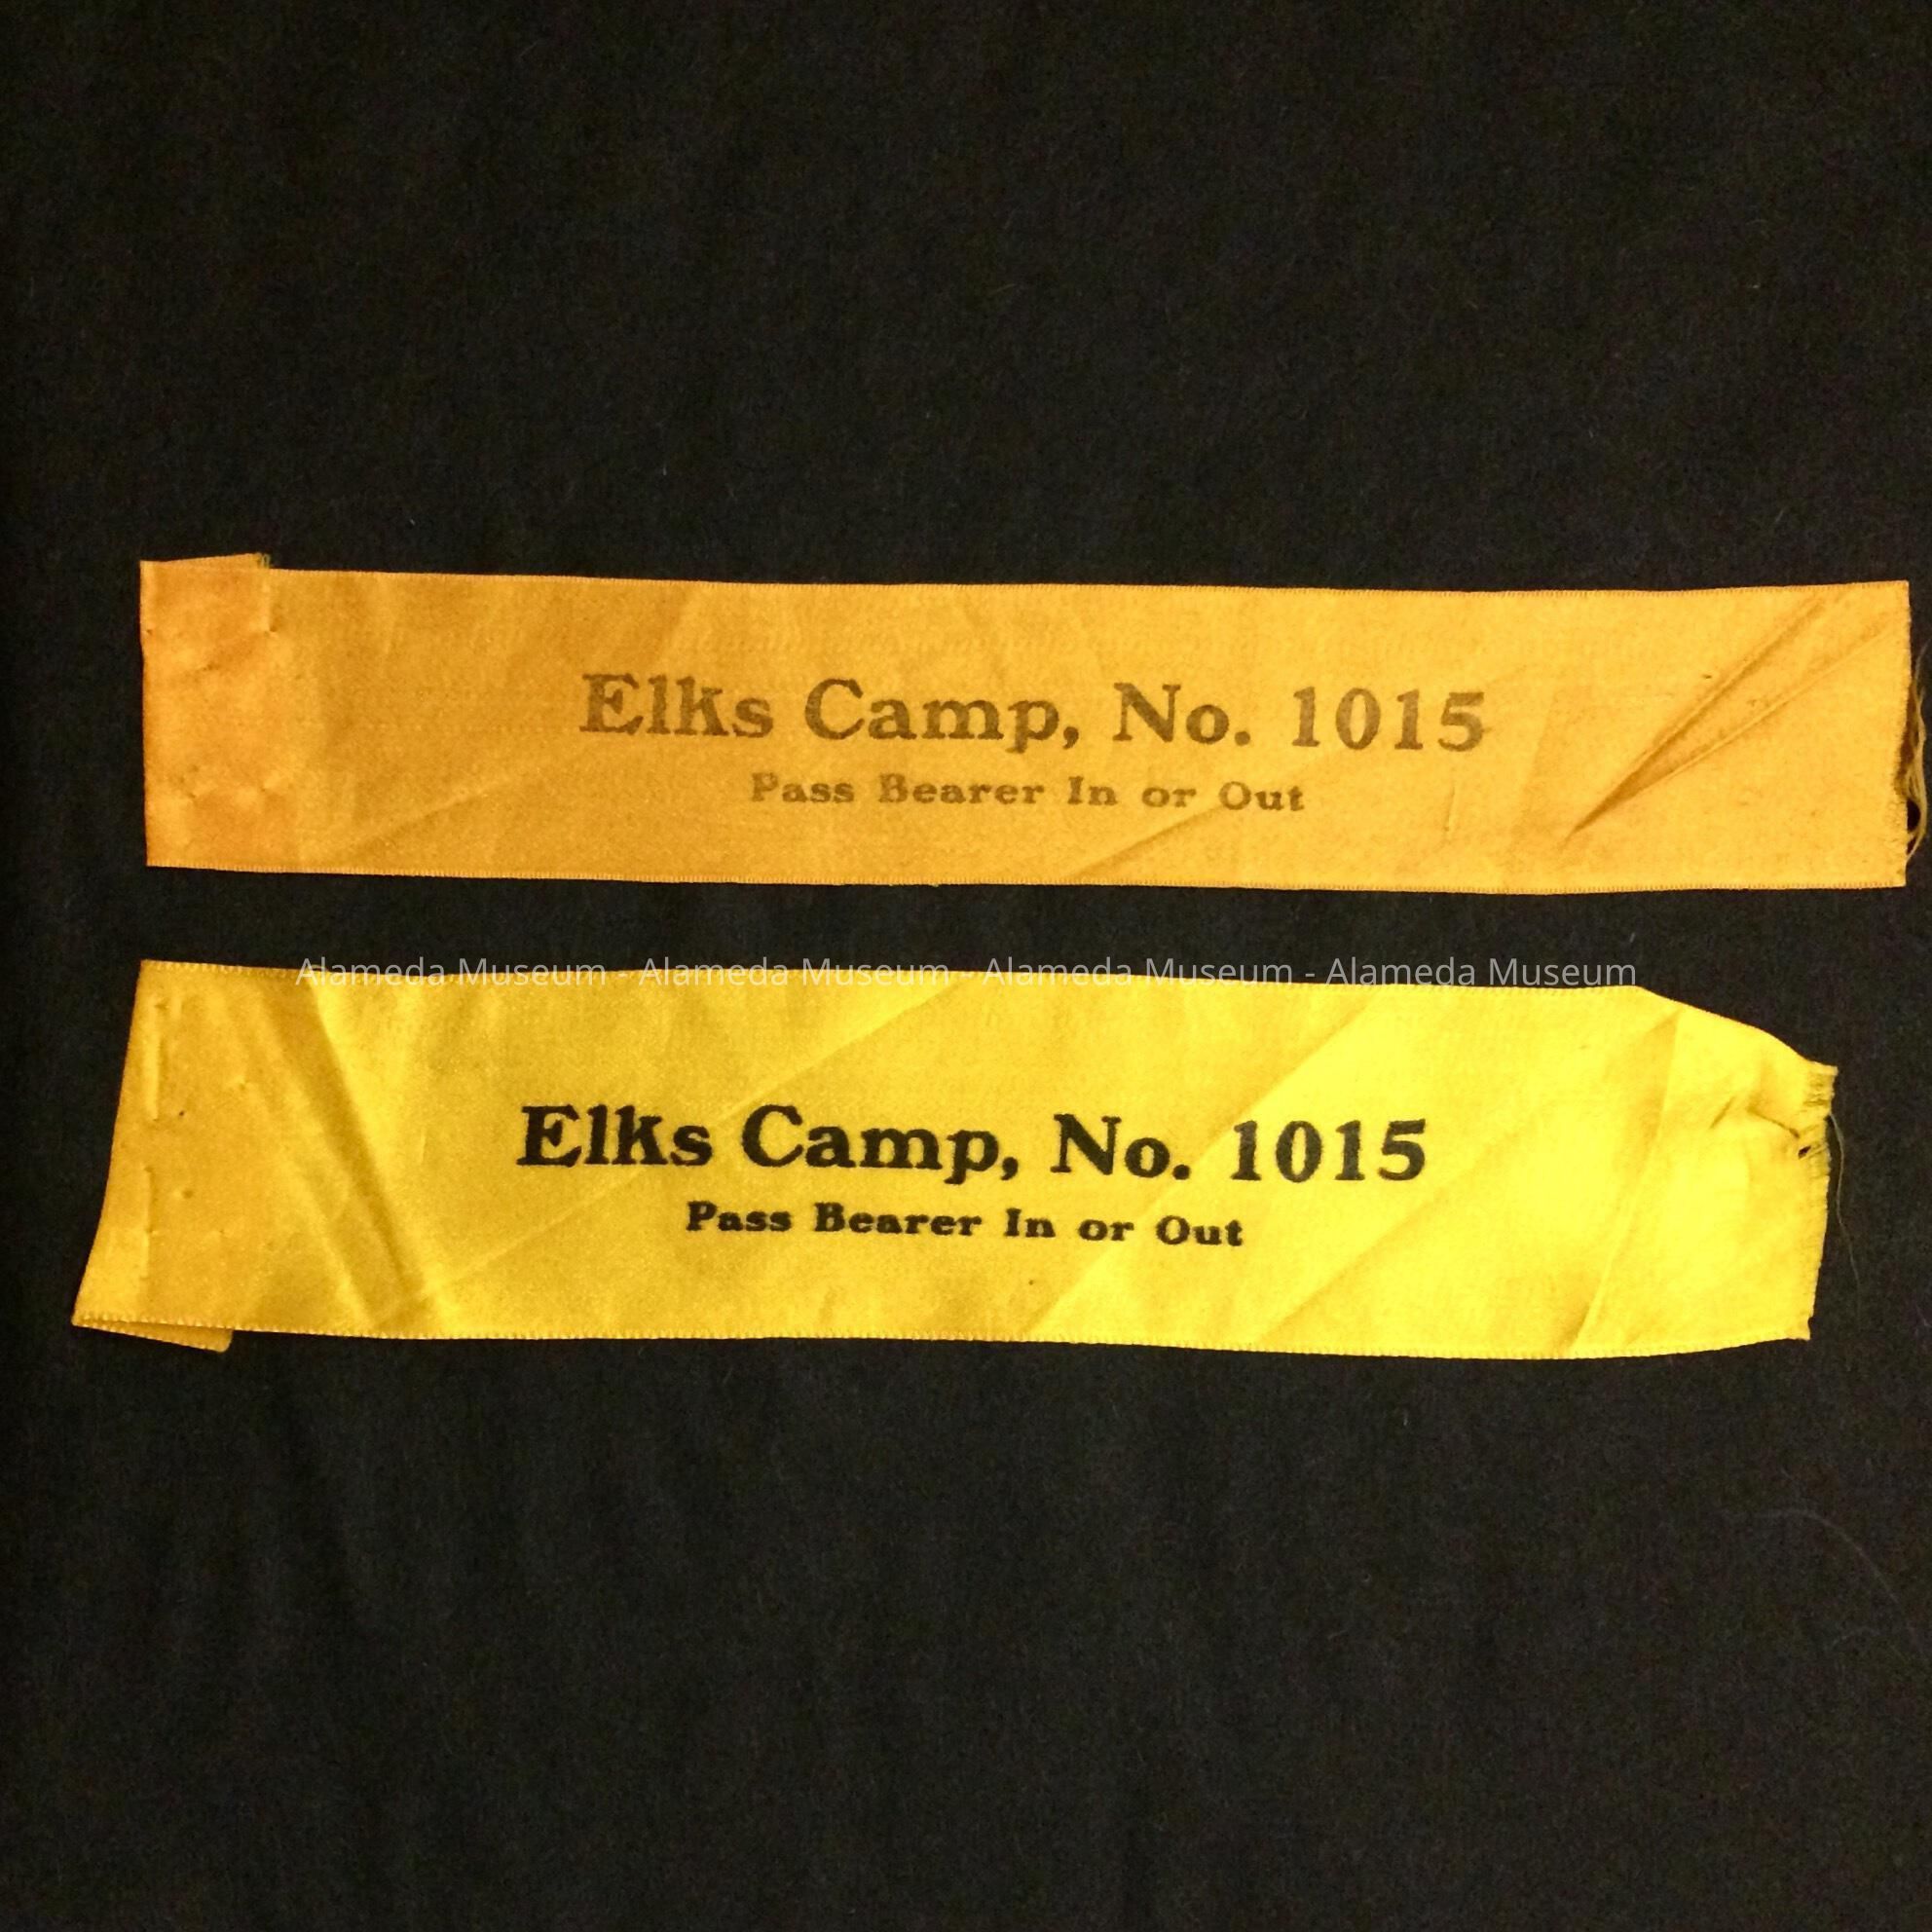 Elks Camp, No. 1015
Pass Bearer In or Out
Alameda Museum - Alameda Museum - Alameda Museum - Alameda Museum
Elks Camp, No. 1015
Pass Bearer In or Out